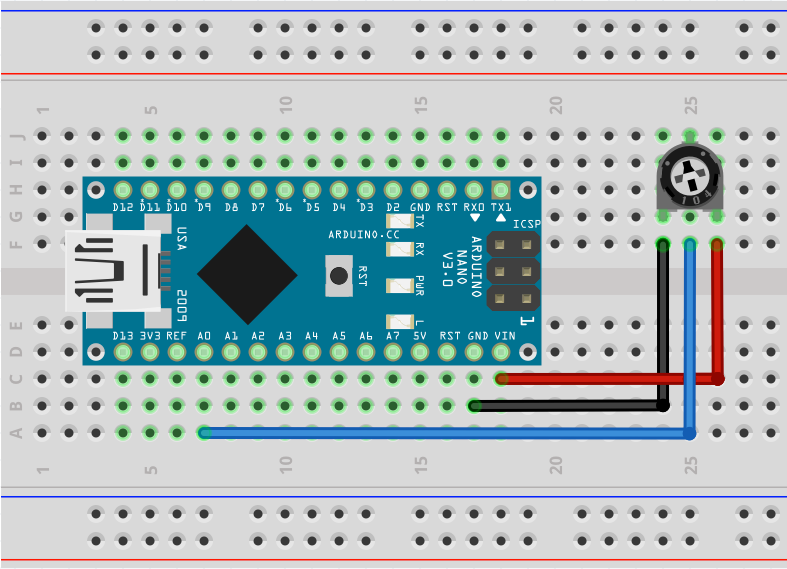 1 5 10 15 20 25
J
I
H
D12 D11 D10 D9 D8 D7 D6 D5 D4 D3 D2 GND RST RX0 TX1
104
G
TX
ICSP
USA
ARDUINO.CC
ARDUINO
NANO
V3.0
F
RX
RST
PWR
2005
L
1
E
D13 3V3 REF A0 A1 A2 A3 A4 A5 A6 A7 5V RST GND VIN
D
C
B
A
1 5 10 15 20 25